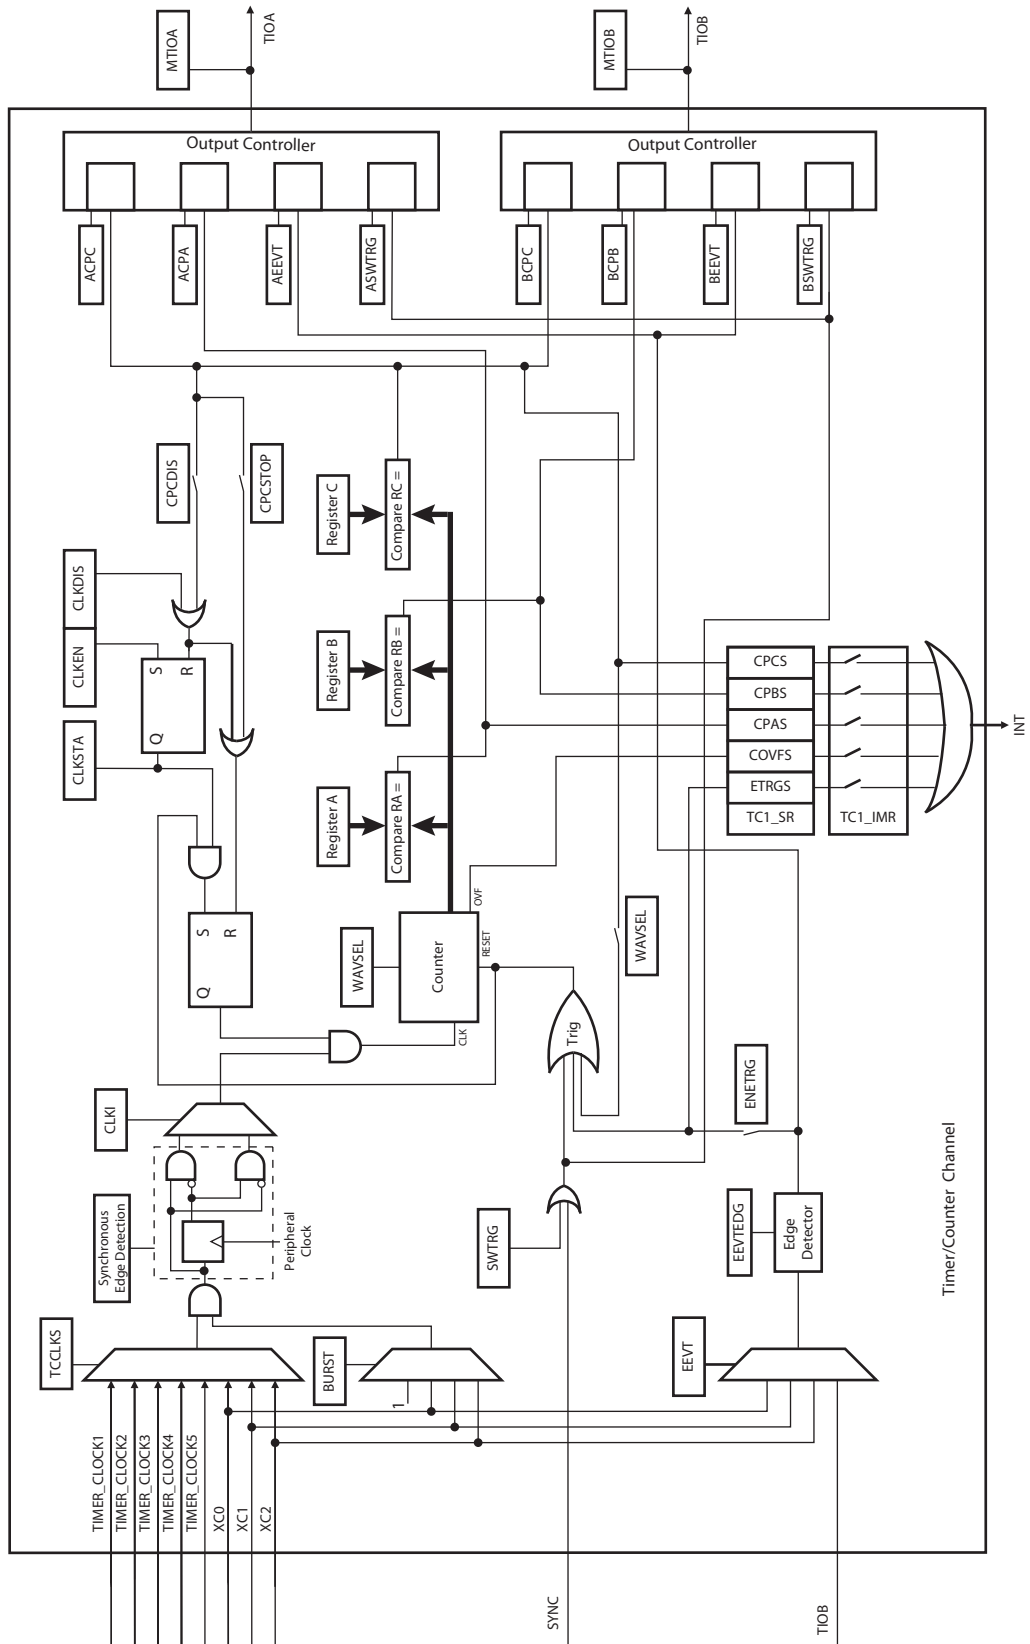 MTIOA
TIOA
MTIOB
TIOB
Output Controller
Output Controller
ACPC
ACPA
AEEVT
ASWTRG
BCPC
BCPB
BEEVT
BSWTRG
CPCDIS
CPCSTOP
CLKDIS
CLKEN
CLKSTA
S
R
Q
S
R
Q
Register C
Compare RC =
Register B
Compare RB =
Register A
Compare RA =
CPCS
CPBS
CPAS
COVFS
ETRGS
TC1_SR
TC1_IMR
INT
WAVSEL
Counter
OVF
RESET
CLK
WAVSEL
Trig
ENETRG
CLKI
Synchronous
Edge Detection
Peripheral
Clock
SWTRG
EEVTEDG
Edge
Detector
TCCLKS
BURST
1
EEVT
TIMER_CLOCK1
TIMER_CLOCK2
TIMER_CLOCK3
TIMER_CLOCK4
TIMER_CLOCK5
XC0
XC1
XC2
SYNC
TIOB
Timer/Counter Channel